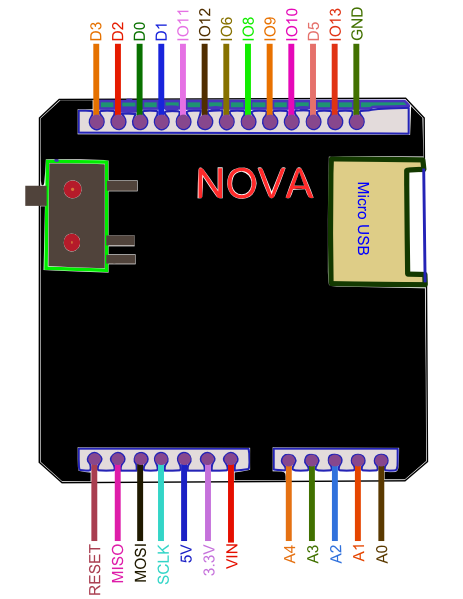 D3
D2
D0
D1
IO11
IO12
IO6
IO8
IO9
IO10
D5
IO13
GND
NOVA
Micro USB
RESET
MISO
MOSI
SCLK
5V
3.3V
VIN
A4
A3
A2
A1
A0